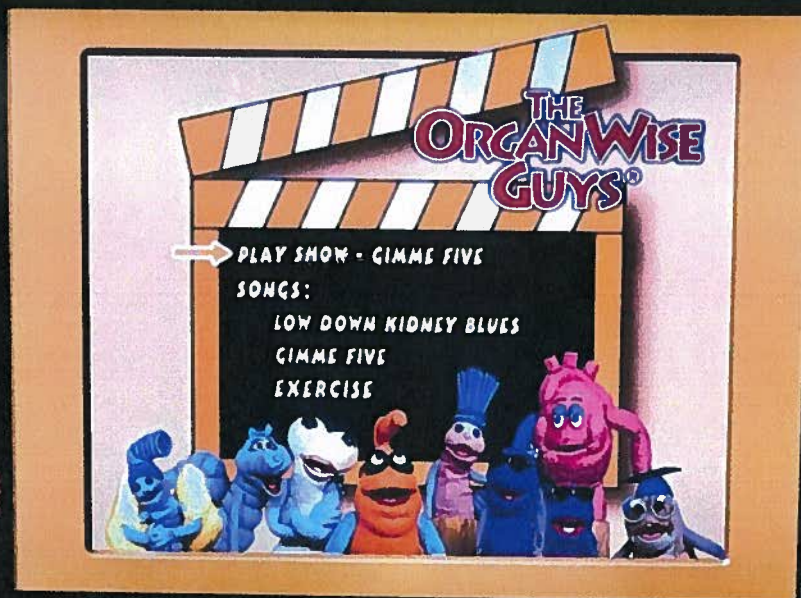 THE
ORGANWISE
GUYS®
PLAY SHOW - GIMME FIVE
SONGS:
LOW DOWN KIDNEY BLUES
GIMME FIVE
EXERCISE